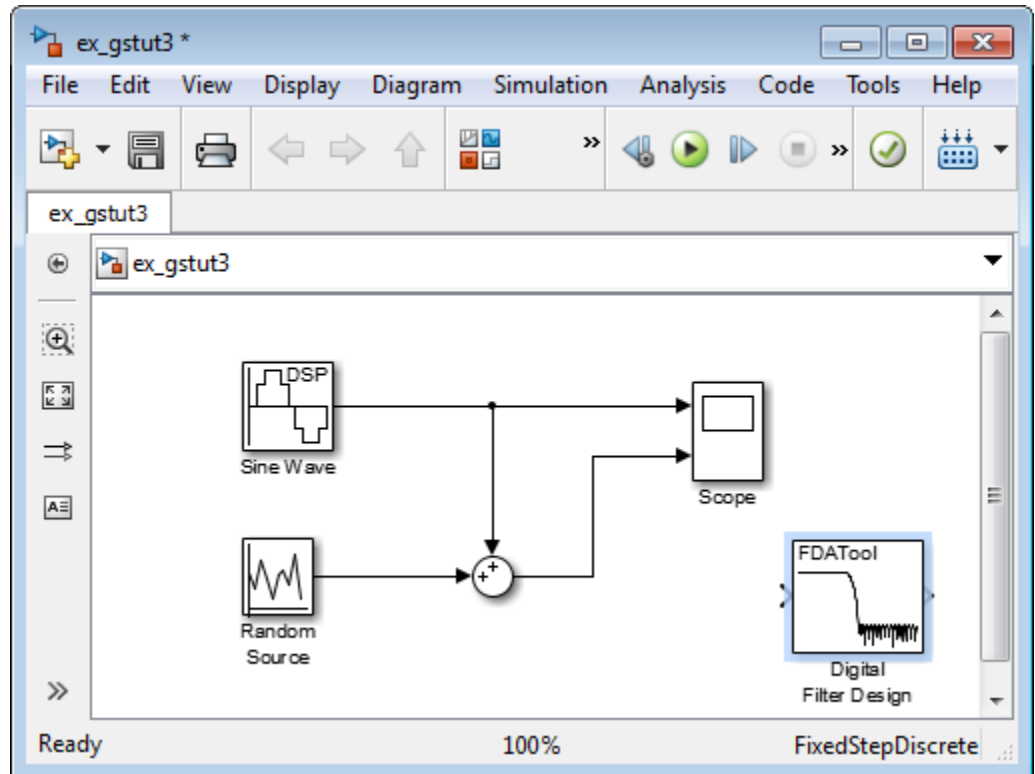 ex_gstut3 *
File Edit View Display Diagram Simulation Analysis Code Tools Help
ex_gstut3
ex_gstut3
DSP
Sine Wave
Scope
FDATool
Random
Source
Digital
Filter Design
Ready 100% FixedStepDiscrete